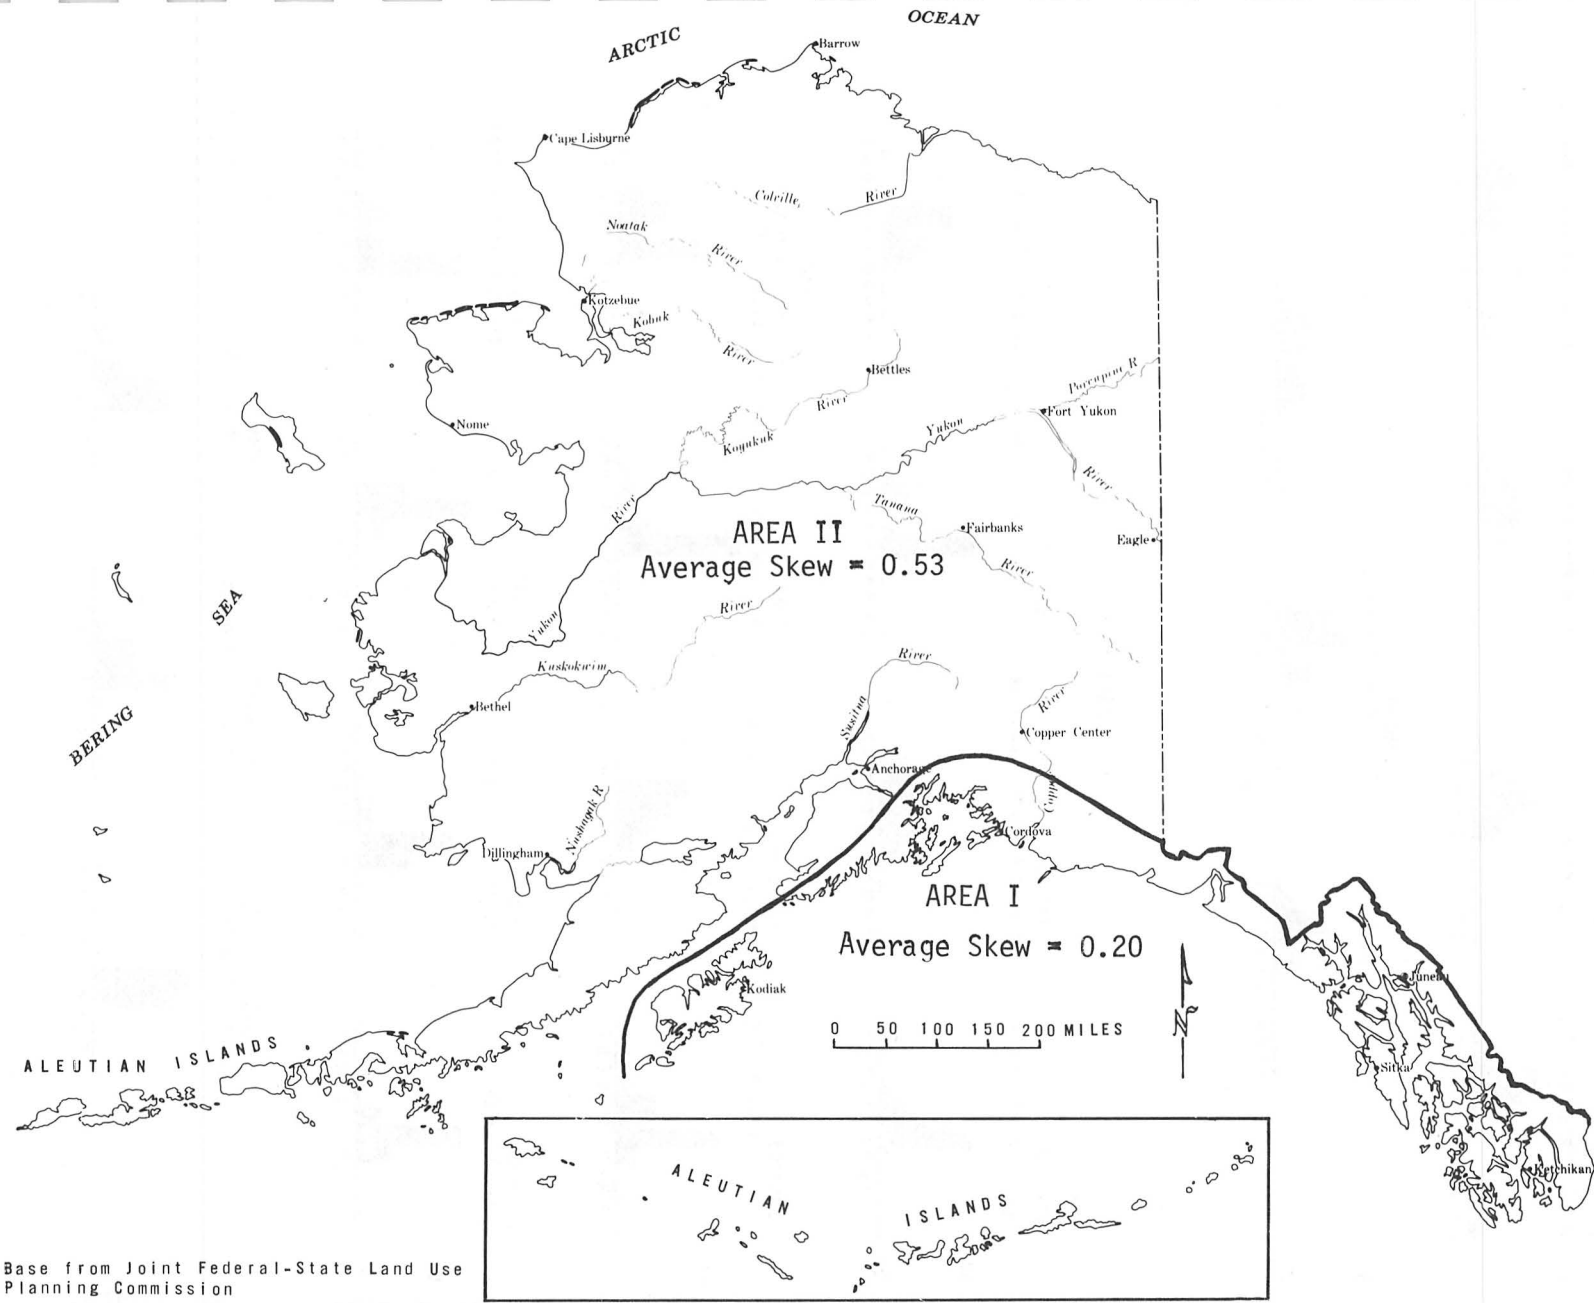 ARCTIC
OCEAN
Barrow
Cape Lisburne
Colville
River
Noatak
River
Kotzebue
Kobuk
River
Bettles
River
Porcupine R
Fort Yukon
Yukon
Nome
Koyukuk
River
River
Tanana
Fairbanks
Eagle
AREA II
Average Skew = 0.53
River
River
SEA
Yukon
River
Kuskokwim
River
Susitna
River
Bethel
BERING
Copper Center
Anchorage
Copper
Nushagak R
Cordova
Dillingham
AREA I
Average Skew = 0.20
Juneau
Kodiak
0 50 100 150 200 MILES
N
ALEUTIAN ISLANDS
Sitka
Ketchikan
ALEUTIAN
ISLANDS
Base from Joint Federal-State Land Use
Planning Commission